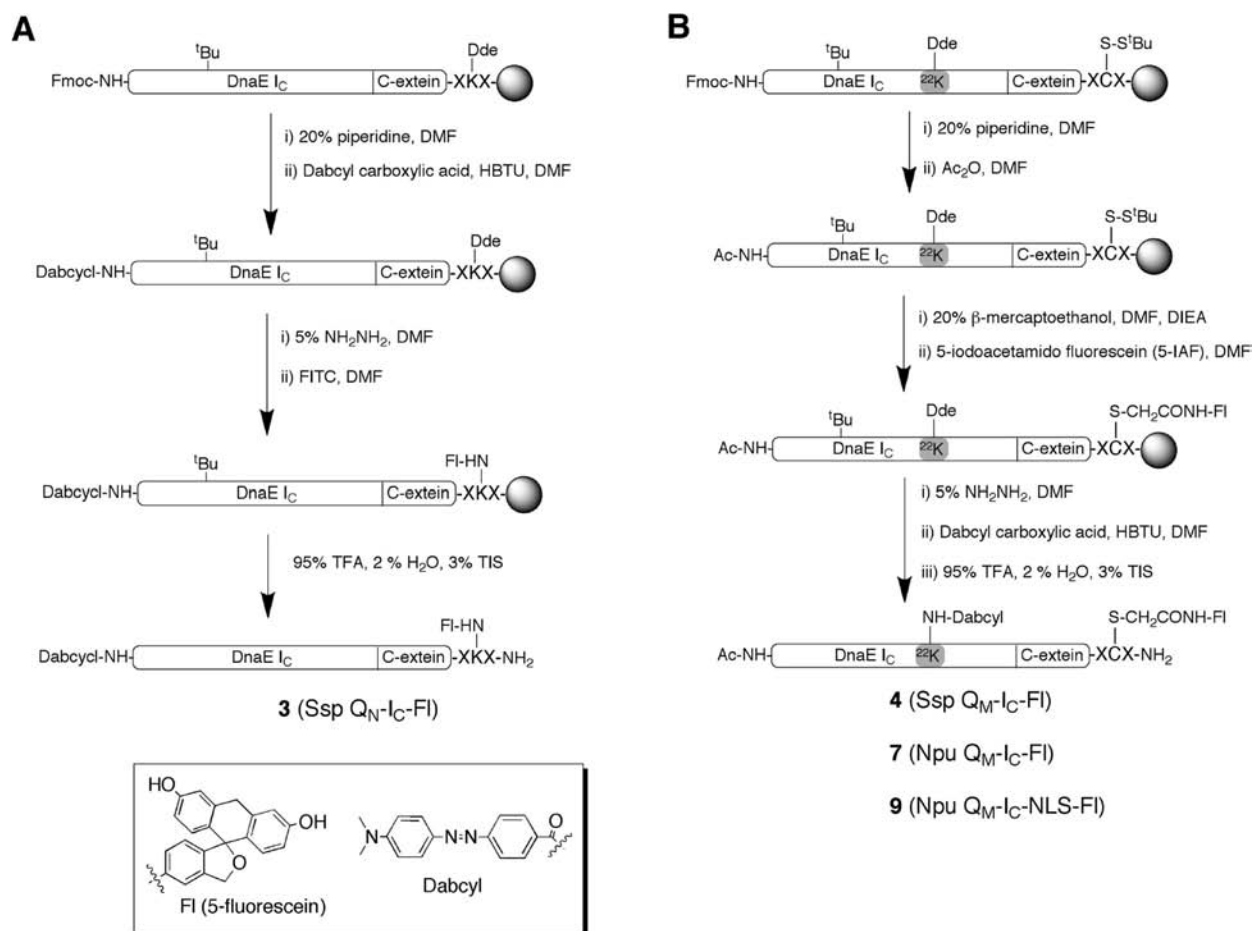 A
tBu
Dde
Fmoc-NH-
DnaE IC
C-extein
-XKX-
i) 20% piperidine, DMF
ii) Dabcyl carboxylic acid, HBTU, DMF
tBu
Dde
Dabcycl-NH-
DnaE IC
C-extein
-XKX-
i) 5% NH2NH2, DMF
ii) FITC, DMF
tBu
Fl-HN
Dabcycl-NH-
DnaE IC
C-extein
-XKX-
95% TFA, 2 % H2O, 3% TIS
Fl-HN
Dabcycl-NH-
DnaE IC
C-extein
-XKX-NH2
3 (Ssp QN-IC-Fl)
HO
OH
O
Fl (5-fluorescein)
N
N=N
O
Dabcyl
B
tBu
Dde
S-StBu
Fmoc-NH-
DnaE IC
22K
C-extein
-XCX-
i) 20% piperidine, DMF
ii) Ac2O, DMF
tBu
Dde
S-StBu
Ac-NH-
DnaE IC
22K
C-extein
-XCX-
i) 20% β-mercaptoethanol, DMF, DIEA
ii) 5-iodoacetamido fluorescein (5-IAF), DMF
tBu
Dde
S-CH2CONH-Fl
Ac-NH-
DnaE IC
22K
C-extein
-XCX-
i) 5% NH2NH2, DMF
ii) Dabcyl carboxylic acid, HBTU, DMF
iii) 95% TFA, 2 % H2O, 3% TIS
NH-Dabcyl
S-CH2CONH-Fl
Ac-NH-
DnaE IC
22K
C-extein
-XCX-NH2
4 (Ssp QM-IC-Fl)
7 (Npu QM-IC-Fl)
9 (Npu QM-IC-NLS-Fl)